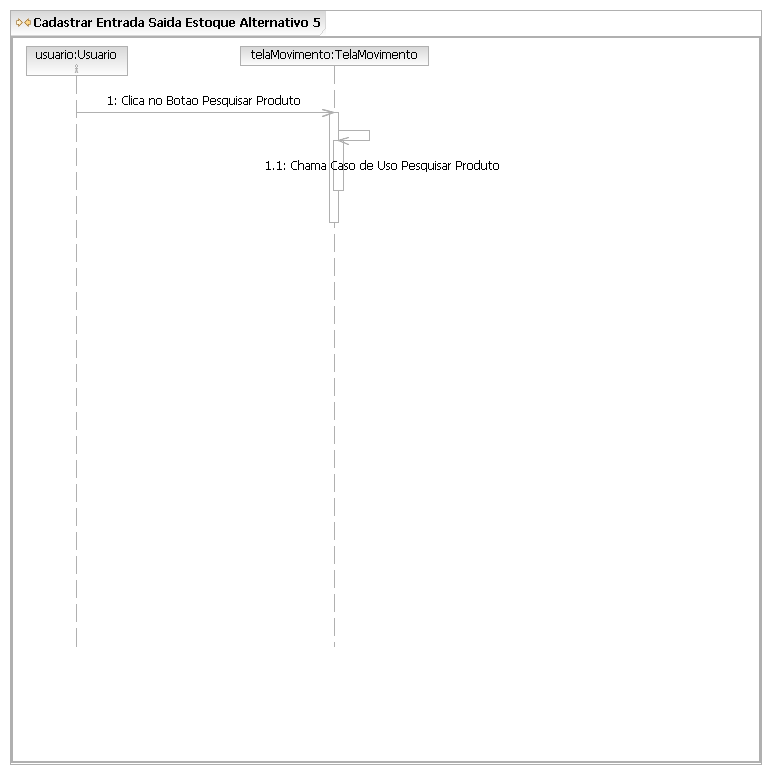 Cadastrar Entrada Saida Estoque Alternativo 5
usuario:Usuario
telaMovimento:TelaMovimento
1: Clica no Botao Pesquisar Produto
1.1: Chama Caso de Uso Pesquisar Produto